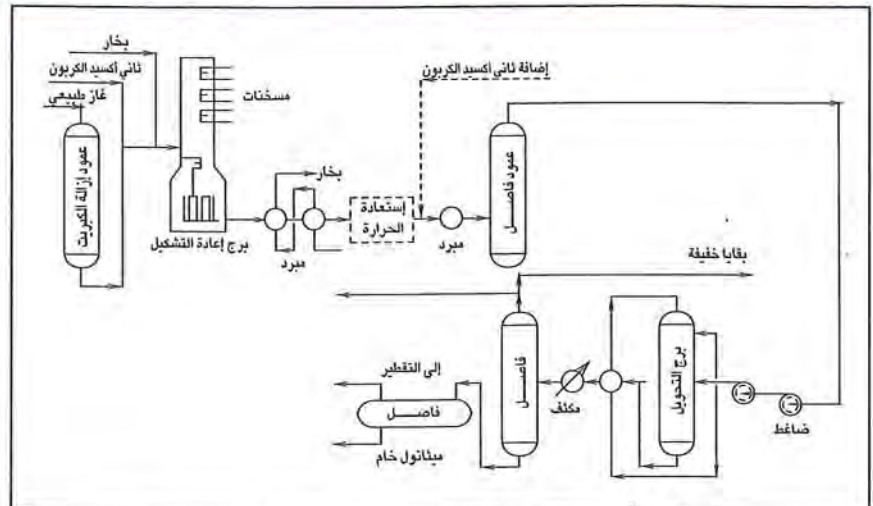 بخار
ثاني أكسيد الكربون
غاز طبيعي
عمود إزالة الكبريت
مسخنات
برج إعادة التشكيل
بخار
مبرد
إستعادة
الحرارة
إضافة ثاني أكسيد الكربون
مبرد
عمود فاصل
بقايا خفيفة
برج التحويل
ضاغط
مكثف
فاصل
إلى التقطير
فاصل
ميثانول خام